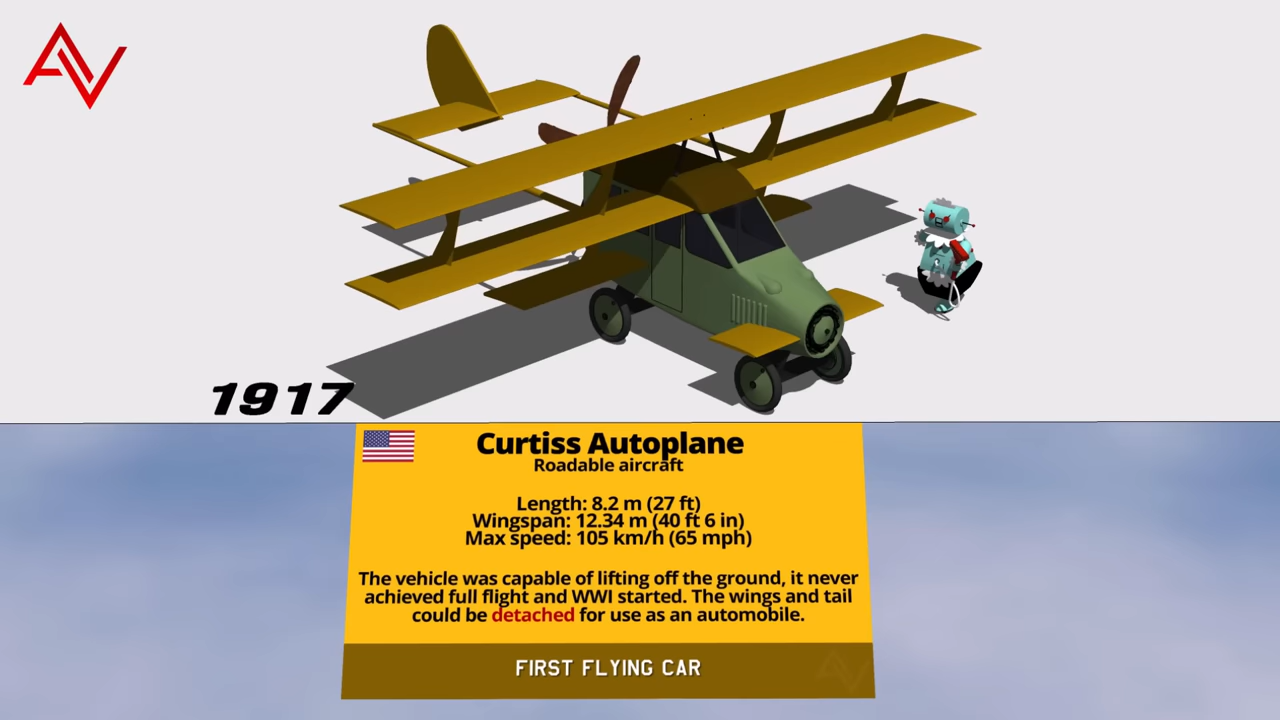 AV
1917
Curtiss Autoplane
Roadable aircraft
Length: 8.2 m (27 ft)
Wingspan: 12.34 m (40 ft 6 in)
Max speed: 105 km/h (65 mph)
The vehicle was capable of lifting off the ground, it never
achieved full flight and WWI started. The wings and tail
could be detached for use as an automobile.
FIRST FLYING CAR